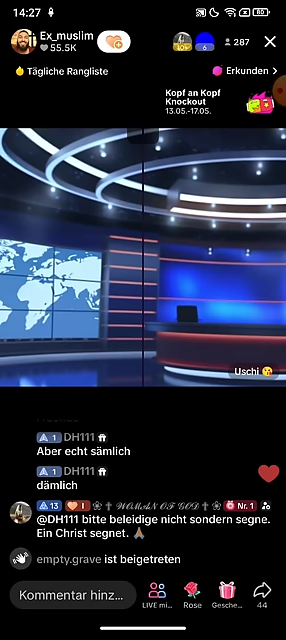 14:27
80
Ex_muslim
55.5K
287
Tägliche Rangliste
Erkunden
Kopf an Kopf
Knockout
13.05.-17.05.
Uschi 😘
1 DH111
Aber echt sämlich
1 DH111
dämlich
13 I ❀ ✝ 𝒲𝒪𝑀𝒜𝒩 𝒪𝐹 𝒢𝒪𝒟 ✝ ❀ Nr. 1
@DH111 bitte beleidige nicht sondern segne.
Ein Christ segnet. 🙏🏽
empty.grave ist beigetreten
Kommentar hinz...
LIVE mi...
Rose
Gesche...
44